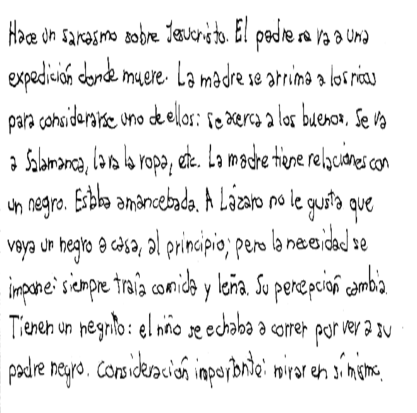 Hace un sarcasmo sobre Jesucristo. El padre se va a una
expedición donde muere. La madre se arrima a los ricos
para considerarse uno de ellos: se acerca a los buenos. Se va
a Salamanca, lava la ropa, etc. La madre tiene relaciones con
un negro. Estaba amancebada. A Lázaro no le gusta que
vaya un negro a casa, al principio; pero la necesidad se
impone: siempre traía comida y leña. Su percepción cambia.
Tienen un negrito: el niño se echaba a correr por ver a su
padre negro. Consideración importante: mirar en sí mismo.